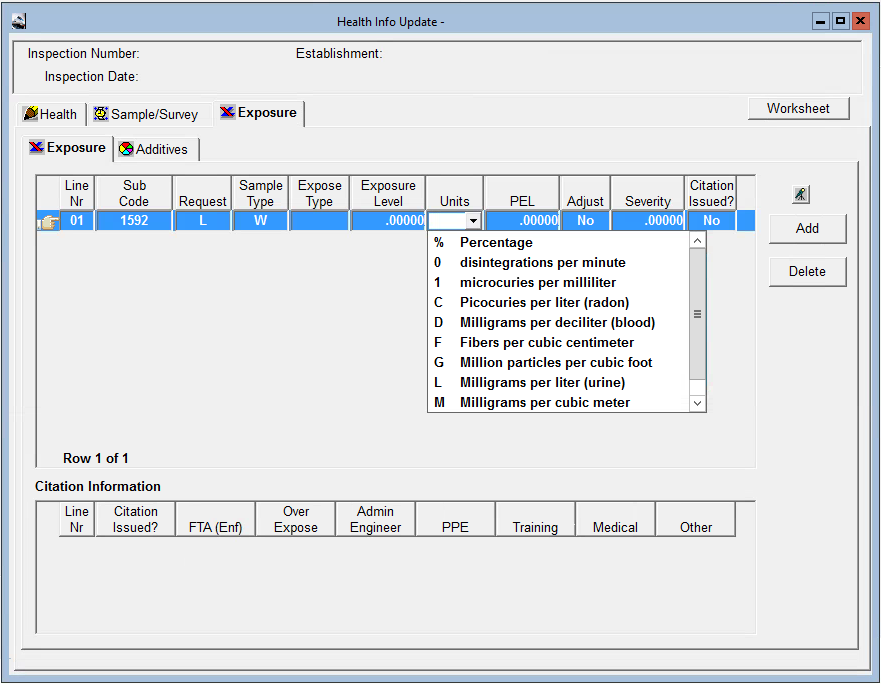 Health Info Update -
Inspection Number:
Establishment:
Inspection Date:
Health
Sample/Survey
Exposure
Worksheet
Exposure
Additives
Line Nr
Sub Code
Request
Sample Type
Expose Type
Exposure Level
Units
PEL
Adjust
Severity
Citation Issued?
01 1592 L W .00000 .00000 No .00000 No
Add
Delete
% Percentage
0 disintegrations per minute
1 microcuries per milliliter
C Picocuries per liter (radon)
D Milligrams per deciliter (blood)
F Fibers per cubic centimeter
G Million particles per cubic foot
L Milligrams per liter (urine)
M Milligrams per cubic meter
Row 1 of 1
Citation Information
Line Nr
Citation Issued?
FTA (Enf)
Over Expose
Admin Engineer
PPE
Training
Medical
Other